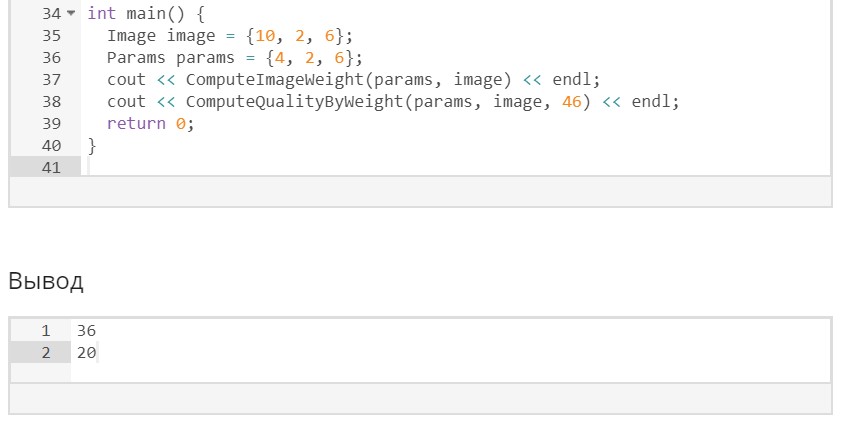 34 int main() {
35 Image image = {10, 2, 6};
36 Params params = {4, 2, 6};
37 cout << ComputeImageWeight(params, image) << endl;
38 cout << ComputeQualityByWeight(params, image, 46) << endl;
39 return 0;
40 }
41
Вывод
1 36
2 20